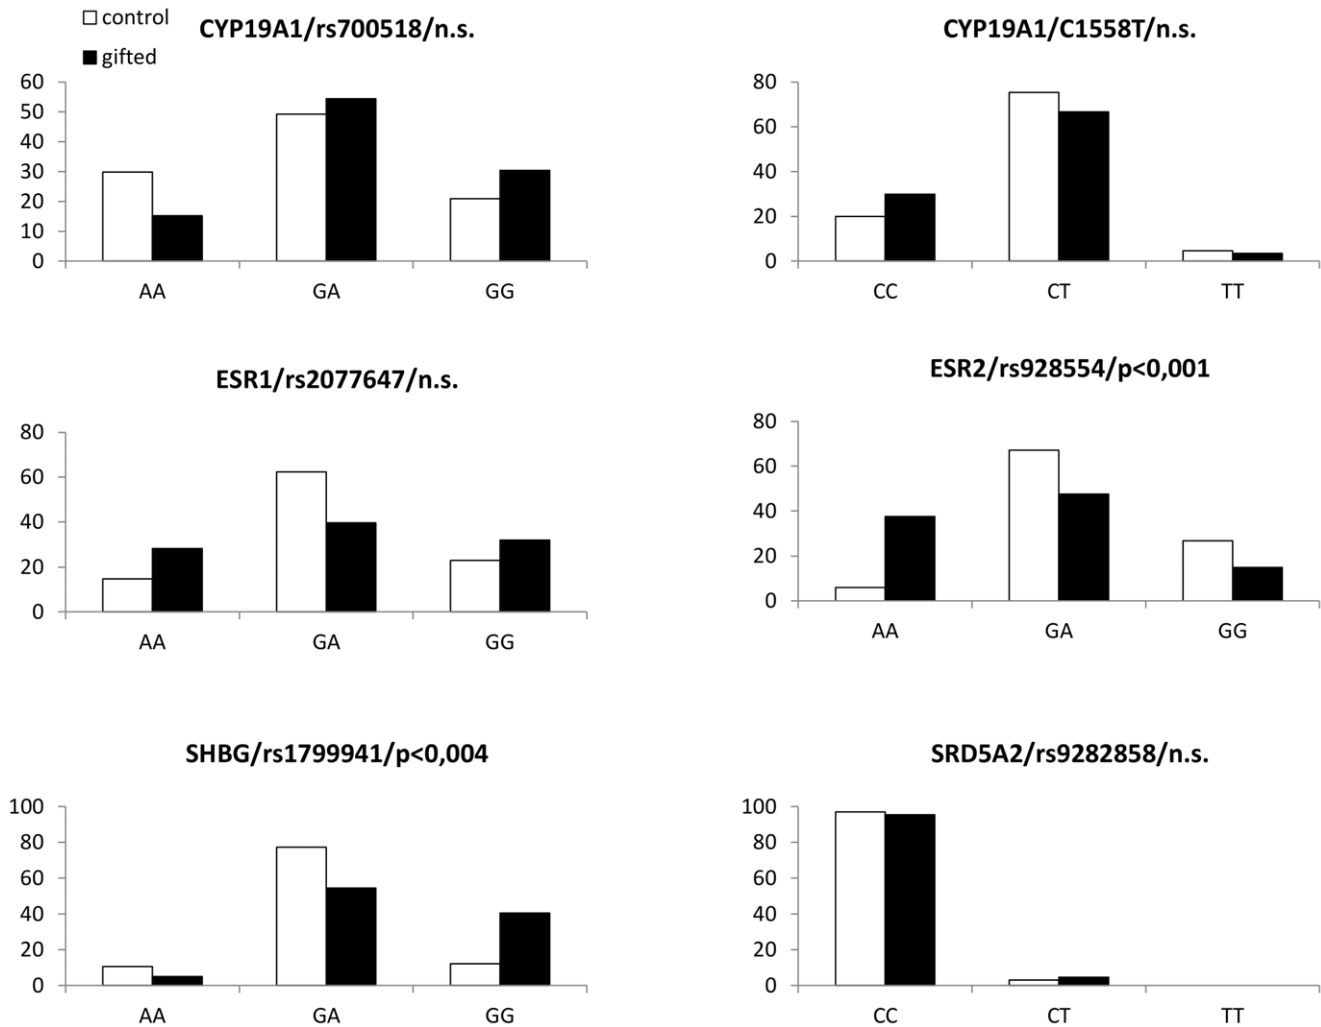 control
gifted
CYP19A1/rs700518/n.s.
60
50
40
30
20
10
0
AA GA GG
CYP19A1/C1558T/n.s.
80
60
40
20
0
CC CT TT
ESR1/rs2077647/n.s.
80
60
40
20
0
AA GA GG
ESR2/rs928554/p<0,001
80
60
40
20
0
AA GA GG
SHBG/rs1799941/p<0,004
100
80
60
40
20
0
AA GA GG
SRD5A2/rs9282858/n.s.
100
80
60
40
20
0
CC CT TT